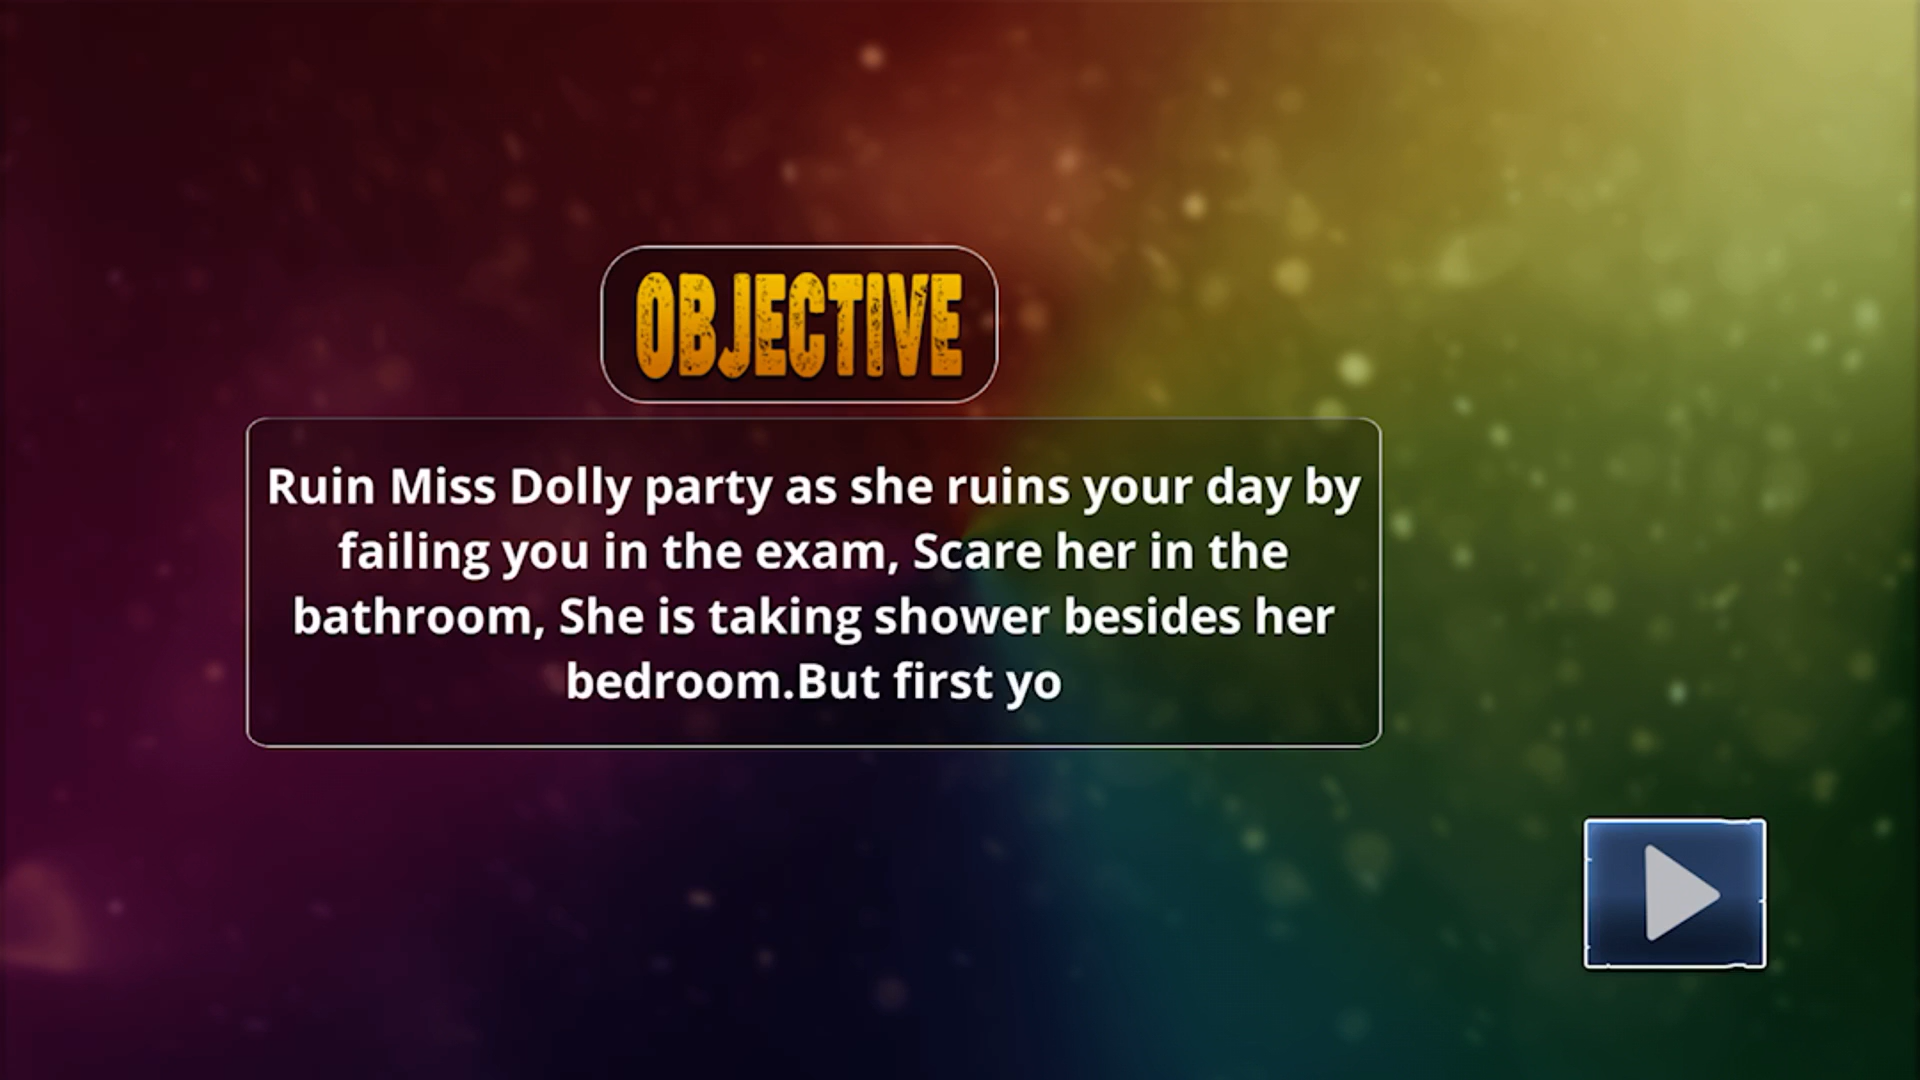 OBJECTIVE
Ruin Miss Dolly party as she ruins your day by
failing you in the exam, Scare her in the
bathroom, She is taking shower besides her
bedroom.But first yo